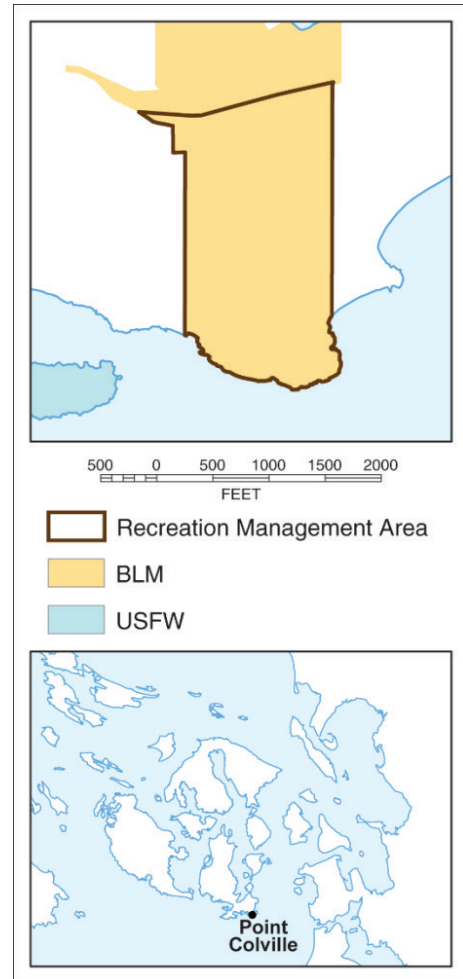 500 0 500 1000 1500 2000
FEET
Recreation Management Area
BLM
USFW
Point
Colville